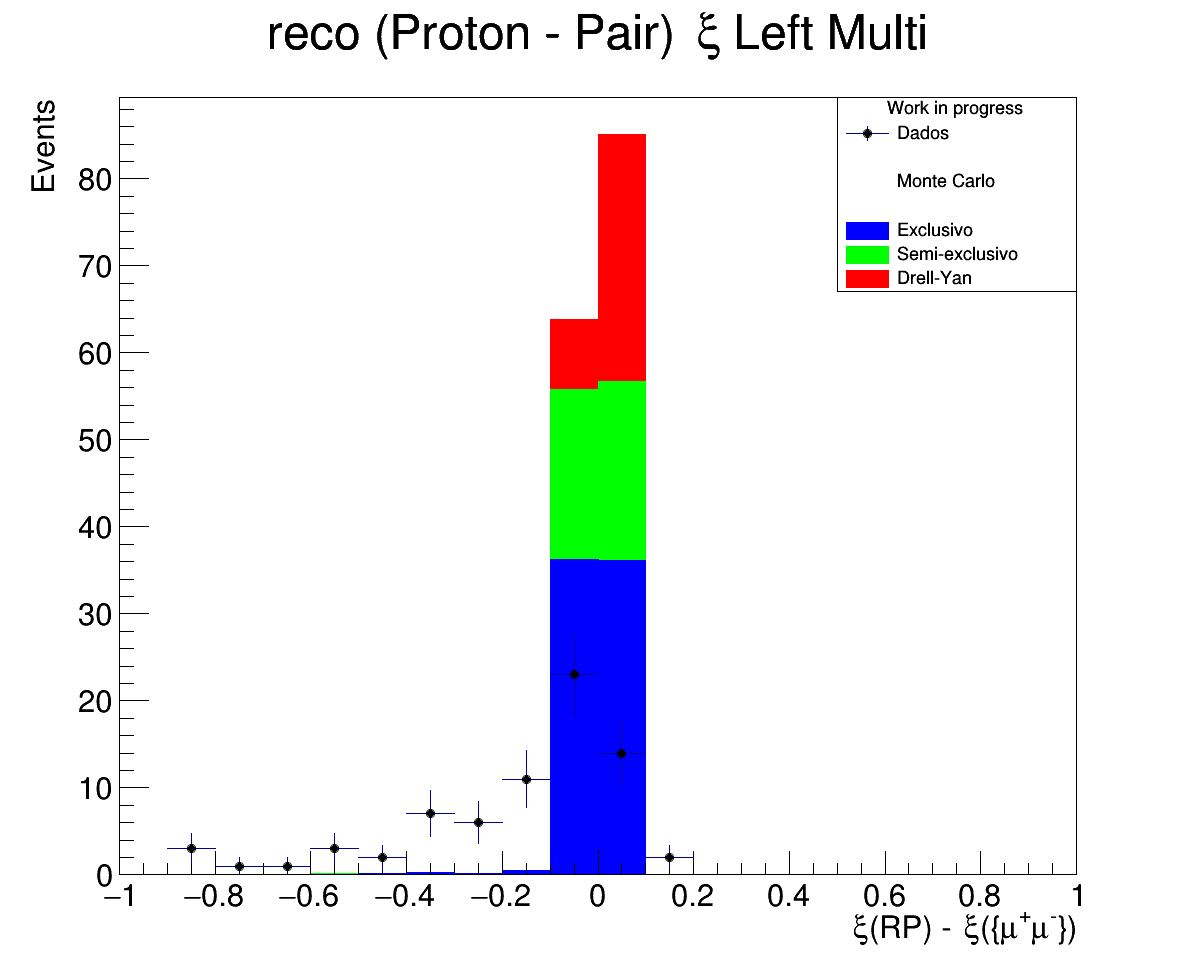 reco (Proton - Pair) ξ Left Multi
Events
Work in progress
Dados
Monte Carlo
Exclusivo
Semi-exclusivo
Drell-Yan
80
70
60
50
40
30
20
10
0
−1 −0.8 −0.6 −0.4 −0.2 0 0.2 0.4 0.6 0.8 1
ξ(RP) - ξ({μ⁺μ⁻})